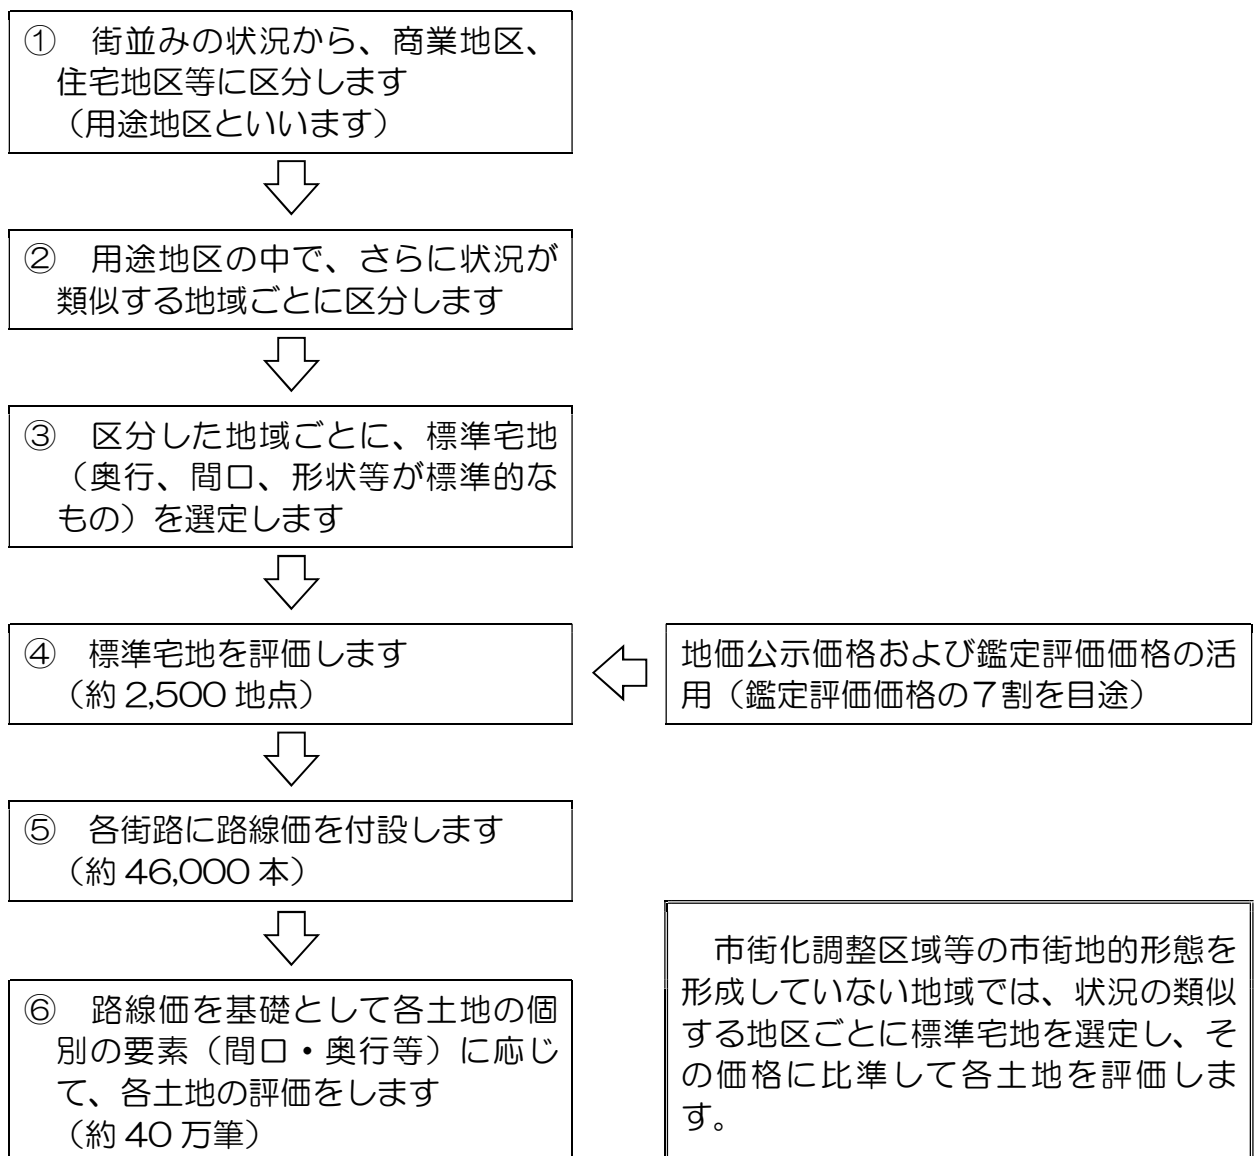 ① 街並みの状況から、商業地区、
住宅地区等に区分します
（用途地区といいます）
② 用途地区の中で、さらに状況が
類似する地域ごとに区分します
③ 区分した地域ごとに、標準宅地
（奥行、間口、形状等が標準的な
もの）を選定します
④ 標準宅地を評価します
（約 2,500 地点）
地価公示価格および鑑定評価価格の活
用（鑑定評価価格の７割を目途）
⑤ 各街路に路線価を付設します
（約 46,000 本）
⑥ 路線価を基礎として各土地の個
別の要素（間口・奥行等）に応じ
て、各土地の評価をします
（約 40 万筆）
市街化調整区域等の市街地的形態を
形成していない地域では、状況の類似
する地区ごとに標準宅地を選定し、そ
の価格に比準して各土地を評価しま
す。